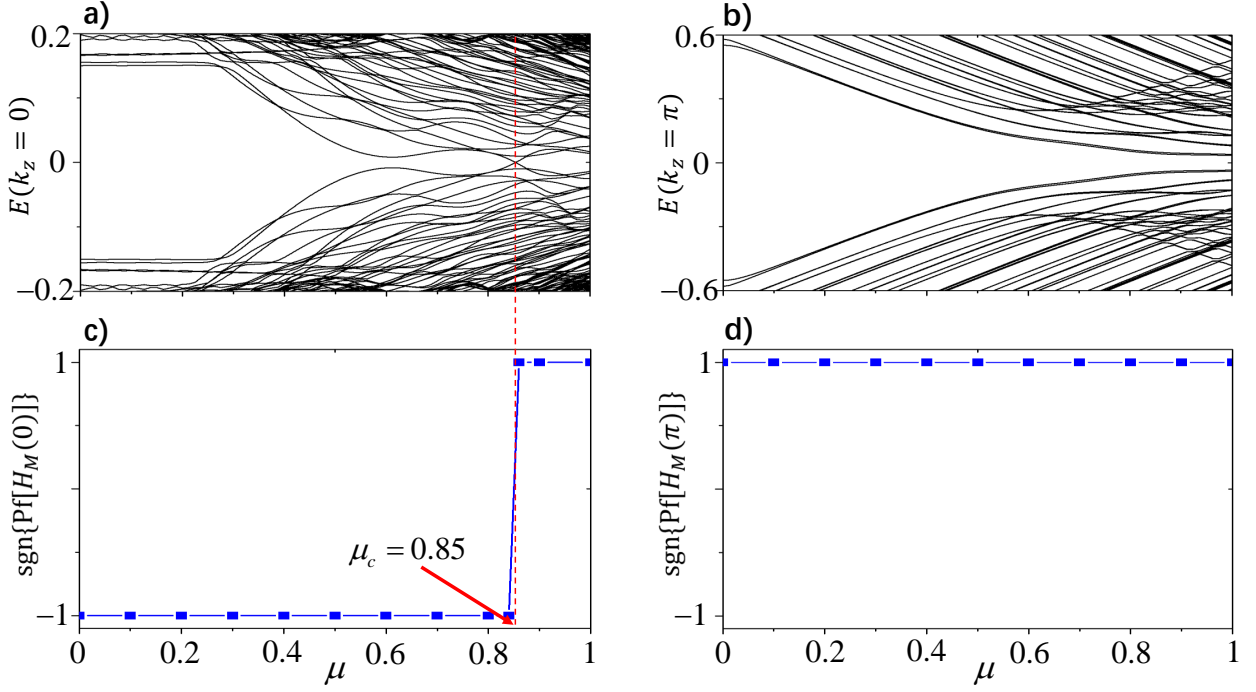 a)
0.2
0
−0.2
E(k_z = 0)
b)
0.6
0
−0.6
E(k_z = π)
c)
1
−1
sgn{Pf[H_M(0)]}
μ_c = 0.85
0 0.2 0.4 0.6 0.8 1
μ
d)
1
−1
sgn{Pf[H_M(π)]}
0 0.2 0.4 0.6 0.8 1
μ